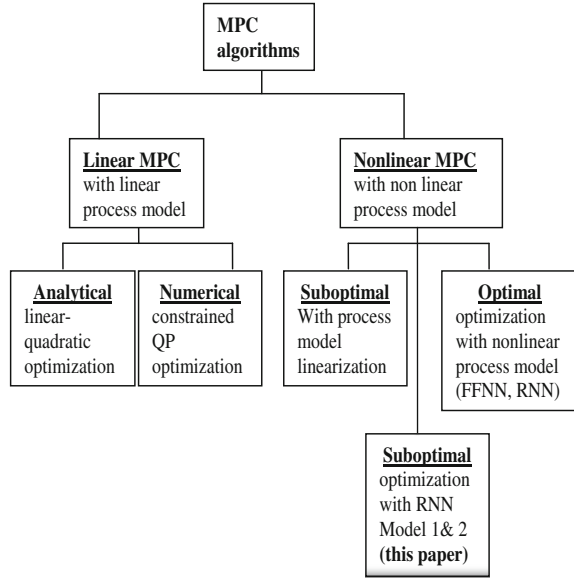 MPC
algorithms
Linear MPC
with linear
process model
Nonlinear MPC
with non linear
process model
Analytical
linear-
quadratic
optimization
Numerical
constrained
QP
optimization
Suboptimal
With process
model
linearization
Optimal
optimization
with nonlinear
process model
(FFNN, RNN)
Suboptimal
optimization
with RNN
Model 1& 2
(this paper)